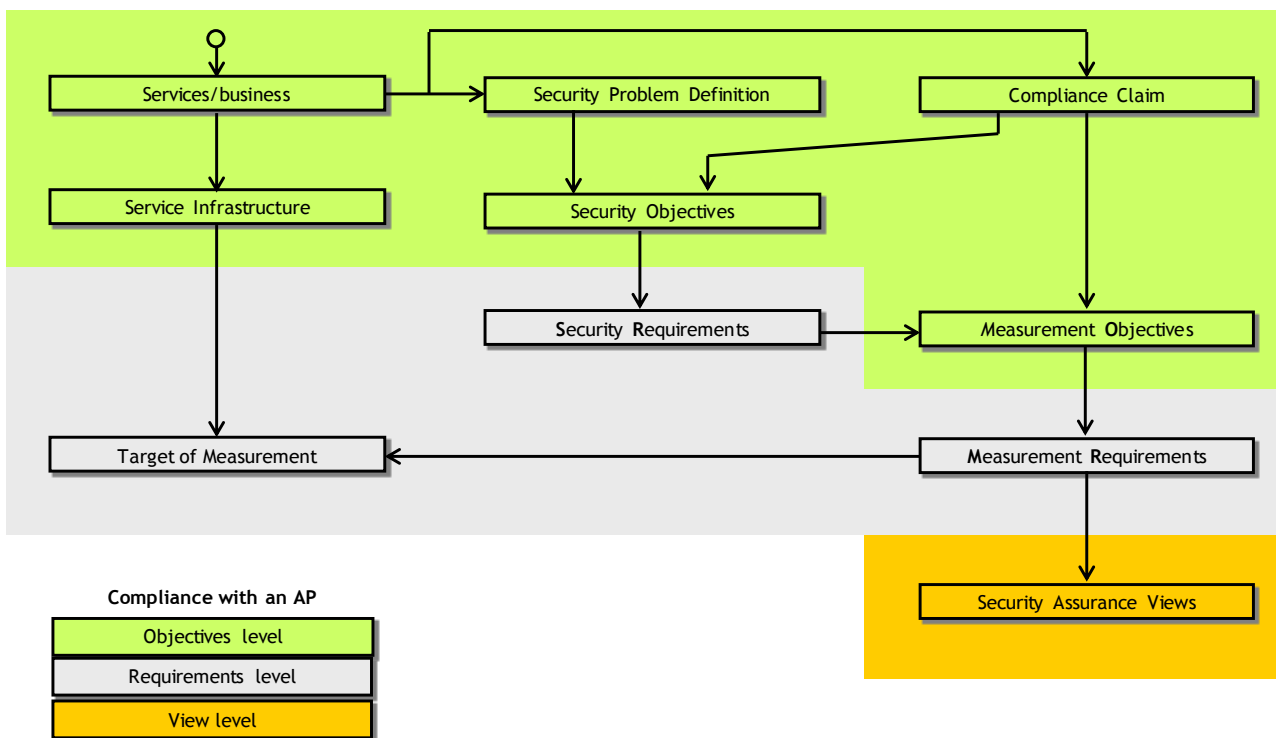 Services/business
Security Problem Definition
Compliance Claim
Service Infrastructure
Security Objectives
Security Requirements
Measurement Objectives
Target of Measurement
Measurement Requirements
Security Assurance Views
Compliance with an AP
Objectives level
Requirements level
View level